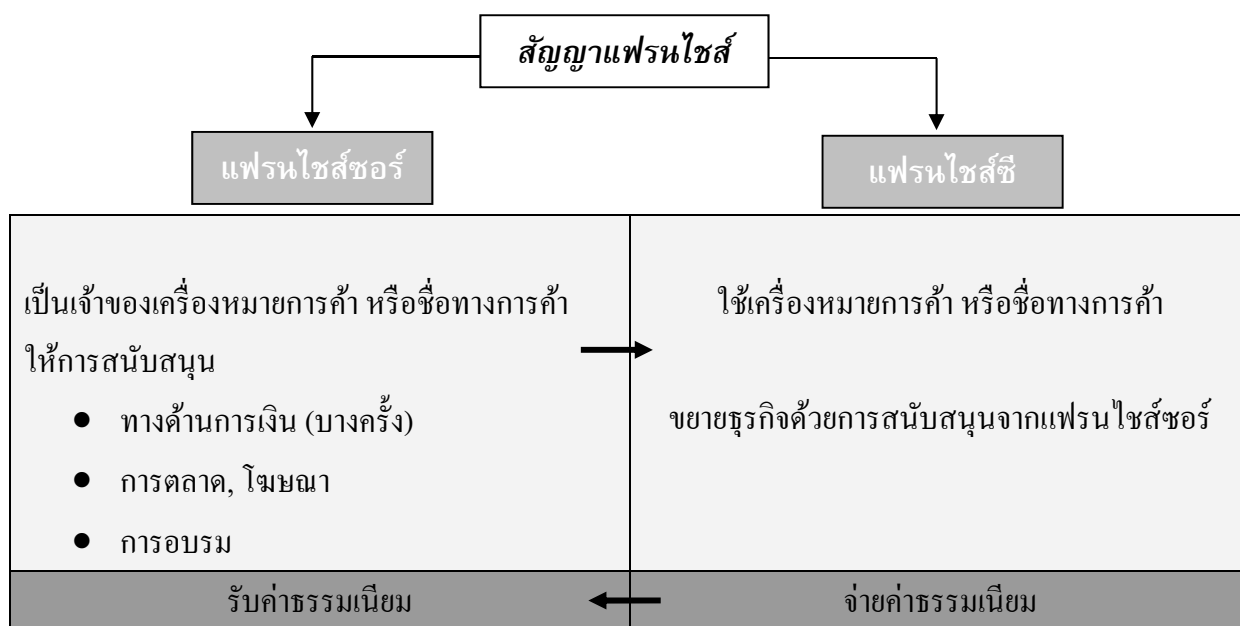 สัญญาแฟรนไชส์
แฟรนไชส์ซอร์
แฟรนไชส์ซี
เป็นเจ้าของเครื่องหมายการค้า หรือชื่อทางการค้า
ให้การสนับสนุน
● ทางด้านการเงิน (บางครั้ง)
● การตลาด, โฆษณา
● การอบรม
ใช้เครื่องหมายการค้า หรือชื่อทางการค้า
ขยายธุรกิจด้วยการสนับสนุนจากแฟรนไชส์ซอร์
รับค่าธรรมเนียม
จ่ายค่าธรรมเนียม